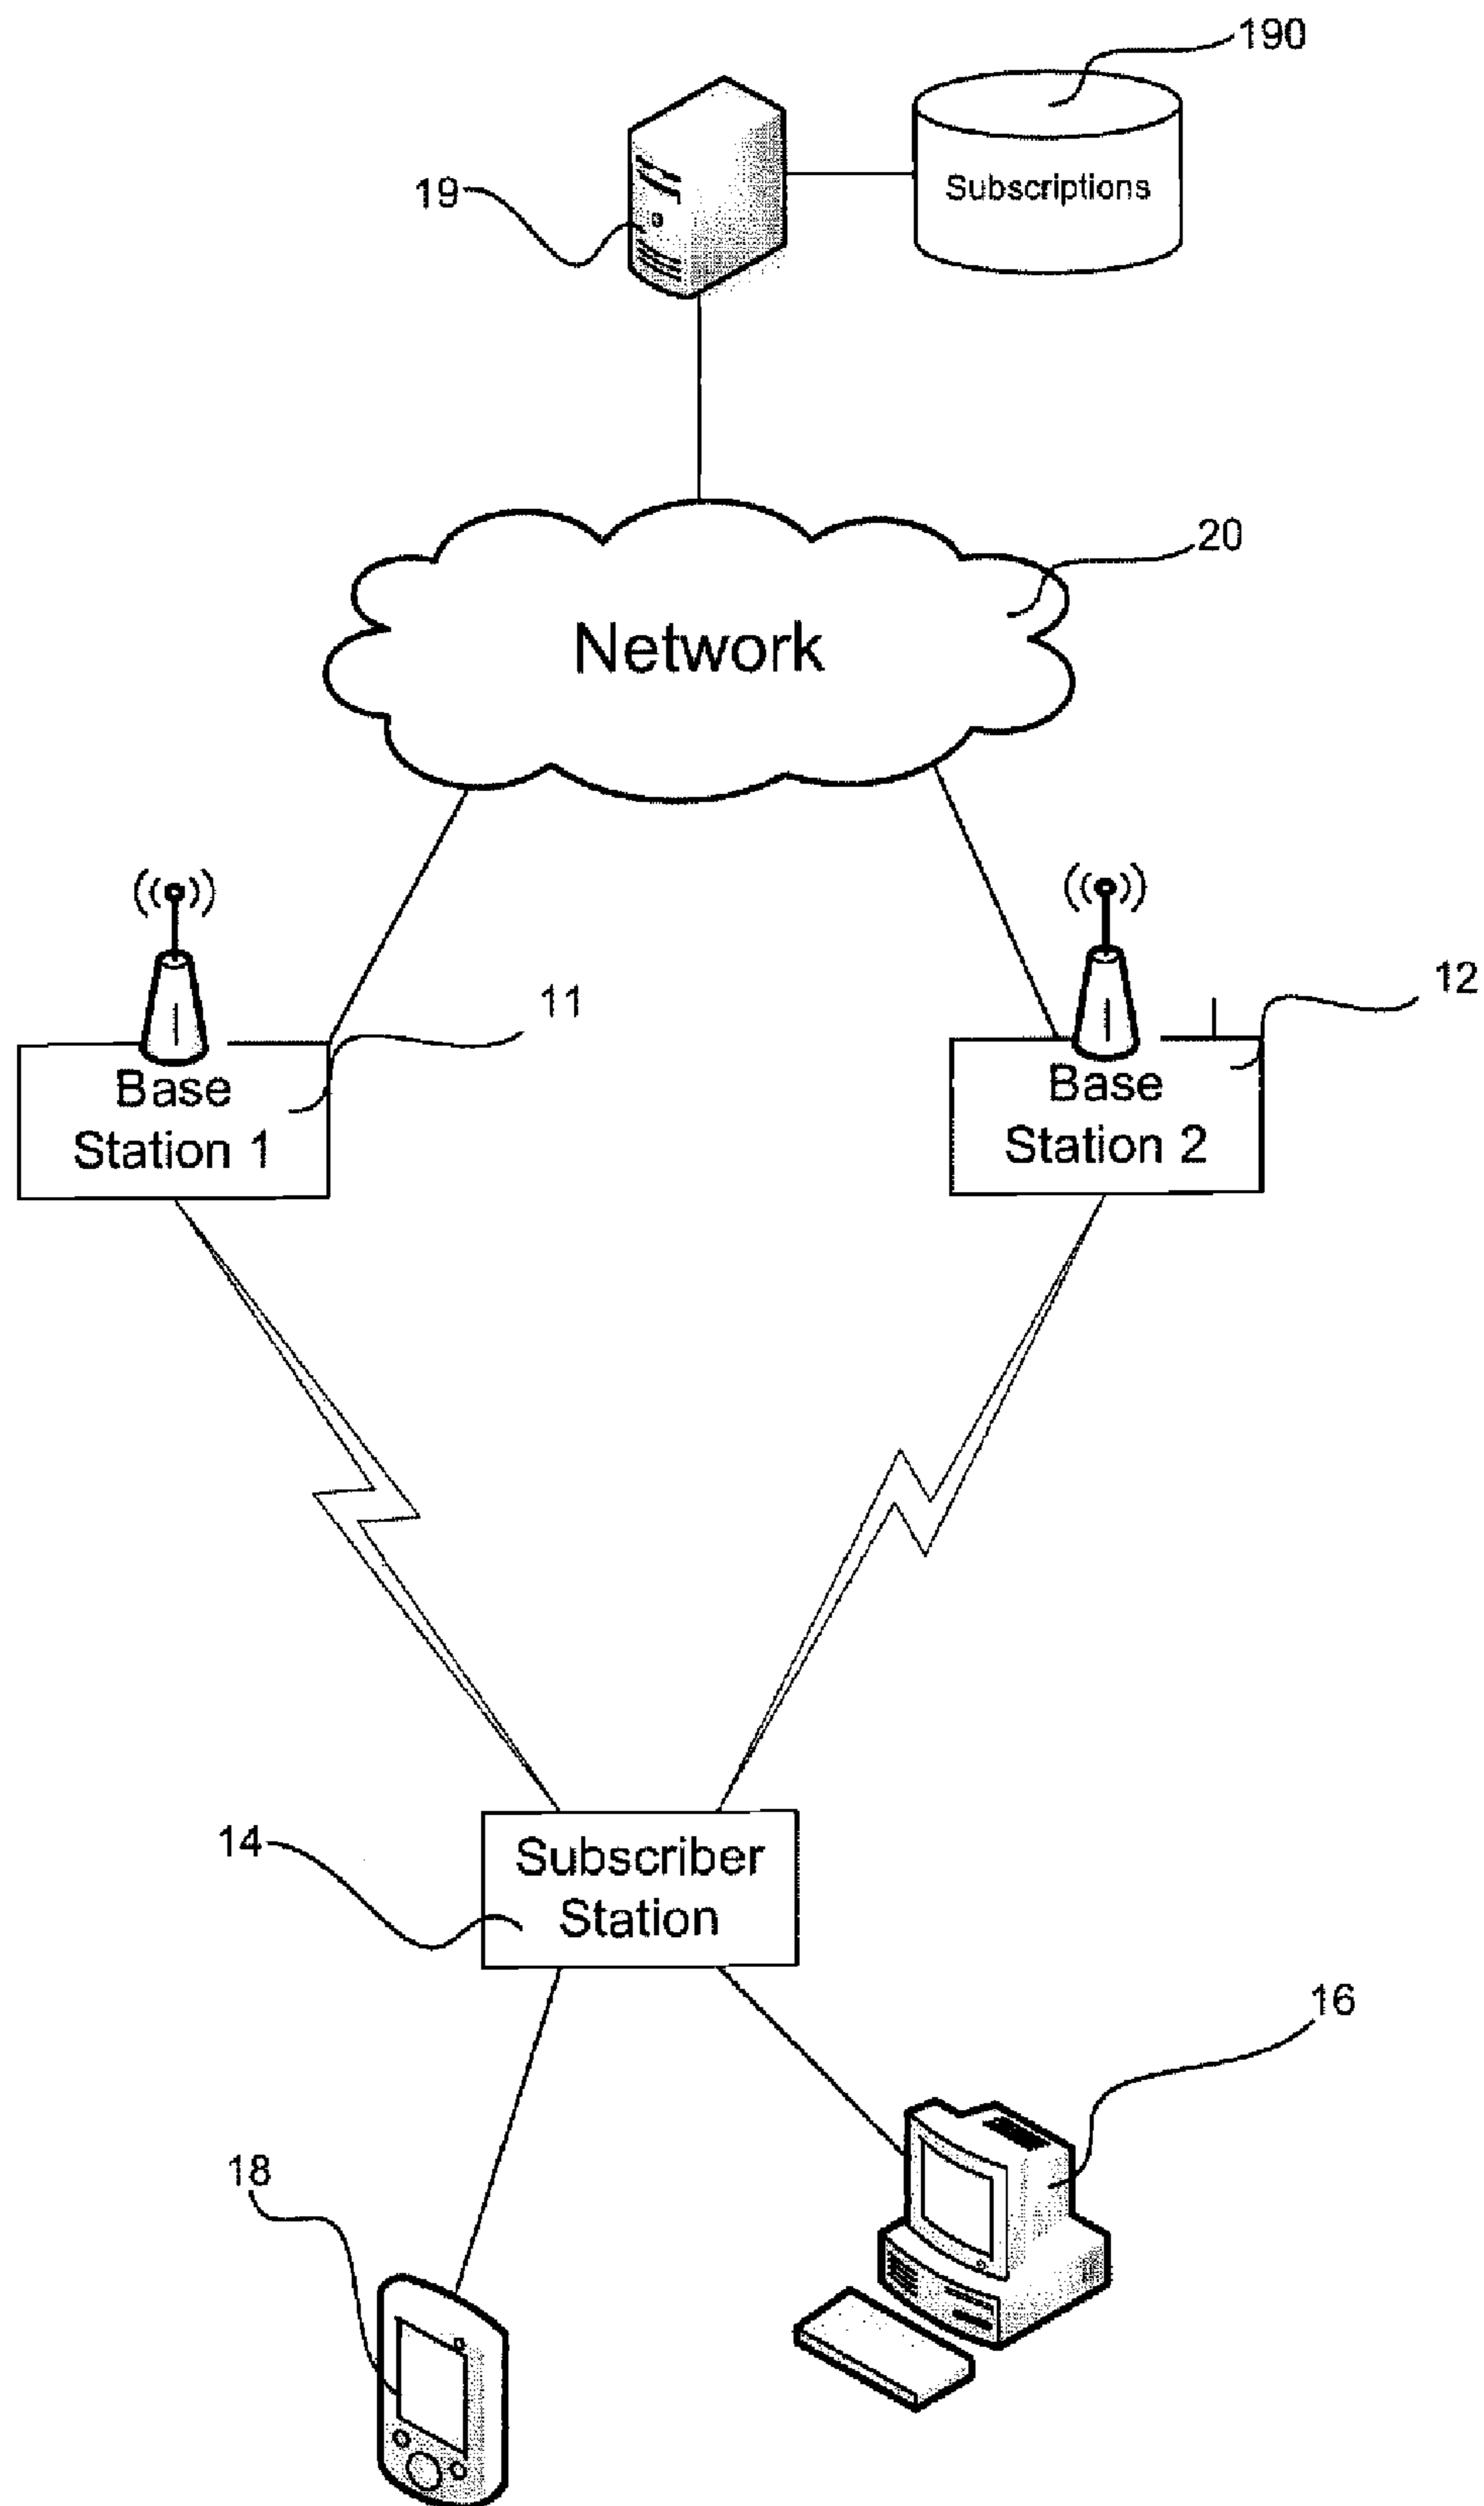 190
19
Subscriptions
20
Network
11
12
Base
Station 1
Base
Station 2
14
Subscriber
Station
16
18